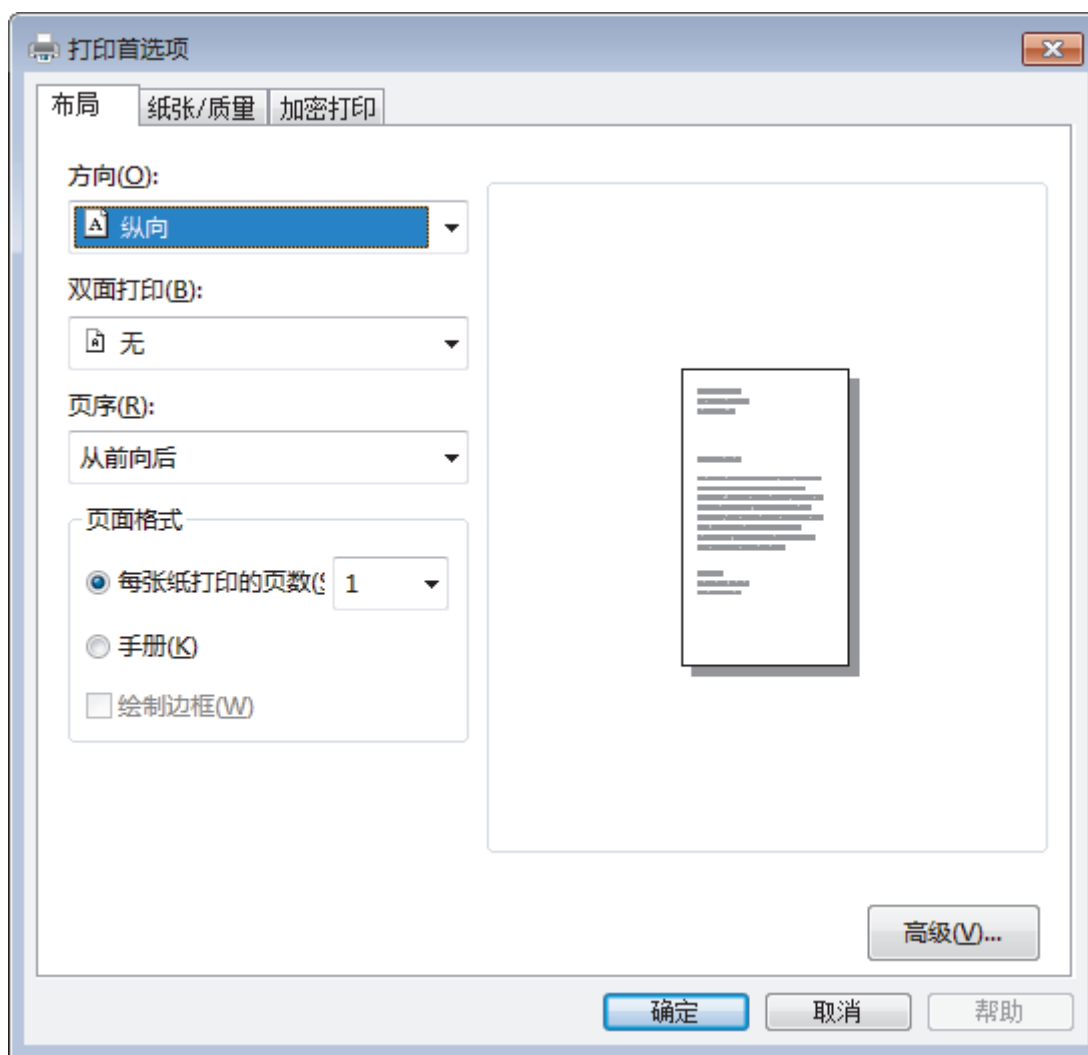 打印首选项
布局 纸张/质量 加密打印
方向(O):
A 纵向
双面打印(B):
A 无
页序(R):
从前向后
页面格式
每张纸打印的页数( 1
手册(K)
绘制边框(W)
高级(V)...
确定 取消 帮助